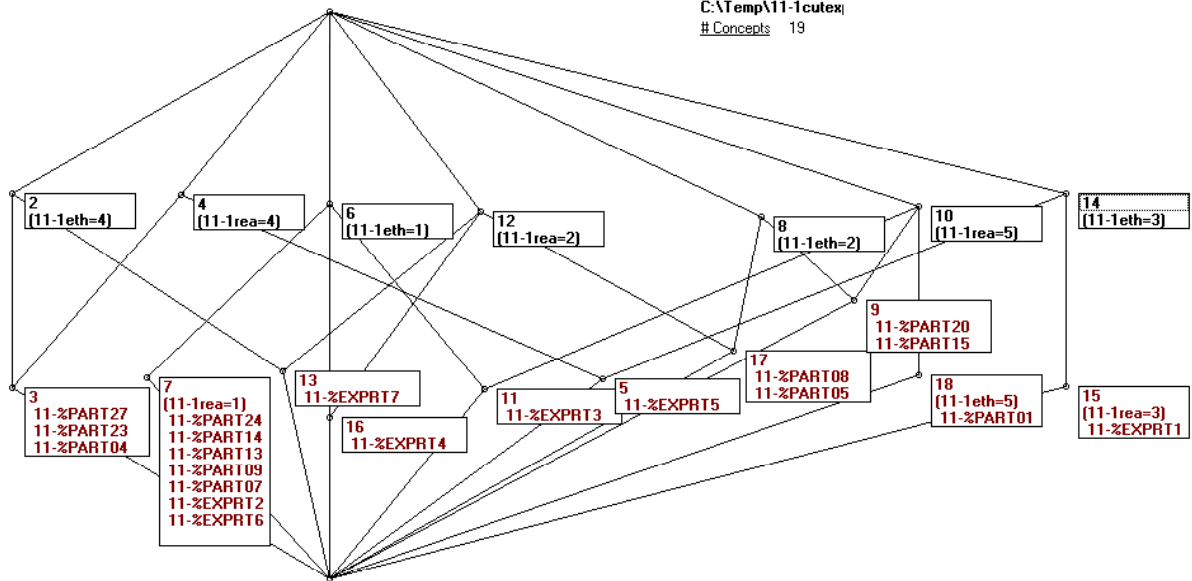 C:\Temp\11-1cutex
# Concepts 19
2
(11-1eth=4)
4
(11-1rea=4)
6
(11-1eth=1)
12
(11-1rea=2)
8
(11-1eth=2)
10
(11-1rea=5)
14
(11-1eth=3)
3
11-%PART27
11-%PART23
11-%PART04
7
(11-1rea=1)
11-%PART24
11-%PART14
11-%PART13
11-%PART09
11-%PART07
11-%EXPRT2
11-%EXPRT6
13
11-%EXPRT7
16
11-%EXPRT4
11
11-%EXPRT3
5
11-%EXPRT5
17
11-%PART08
11-%PART05
9
11-%PART20
11-%PART15
18
(11-1eth=5)
11-%PART01
15
(11-1rea=3)
11-%EXPRT1